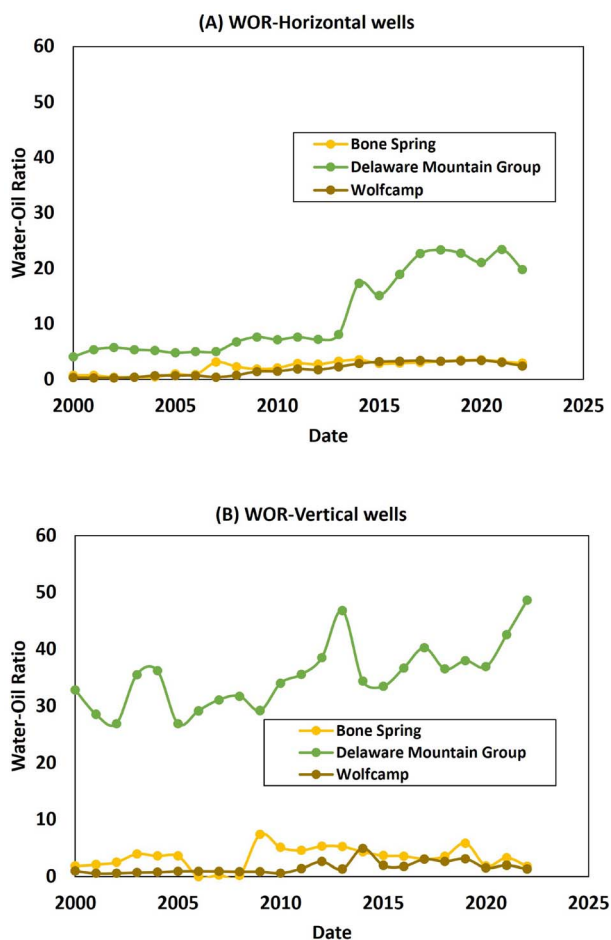 (A) WOR-Horizontal wells
60
50
40
30
20
10
0
Water-Oil Ratio
Bone Spring
Delaware Mountain Group
Wolfcamp
2000 2005 2010 2015 2020 2025
Date
(B) WOR-Vertical wells
60
50
40
30
20
10
0
Water-Oil Ratio
Bone Spring
Delaware Mountain Group
Wolfcamp
2000 2005 2010 2015 2020 2025
Date